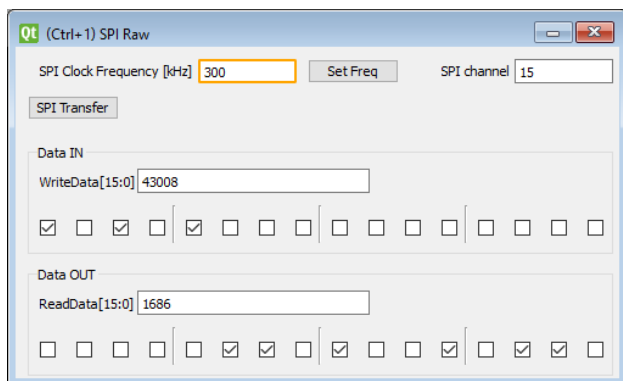 Qt (Ctrl+1) SPI Raw
SPI Clock Frequency [kHz] 300 Set Freq SPI channel 15
SPI Transfer
Data IN
WriteData[15:0] 43008
Data OUT
ReadData[15:0] 1686